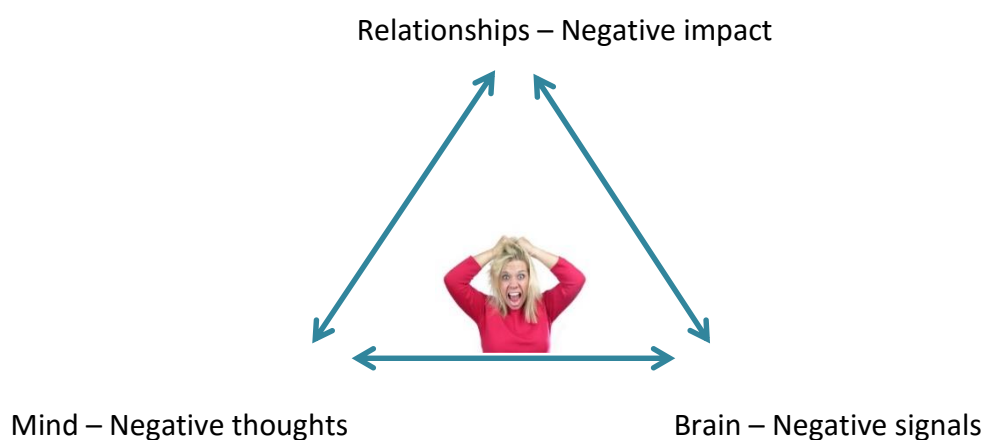 Relationships – Negative impact
Mind – Negative thoughts
Brain – Negative signals